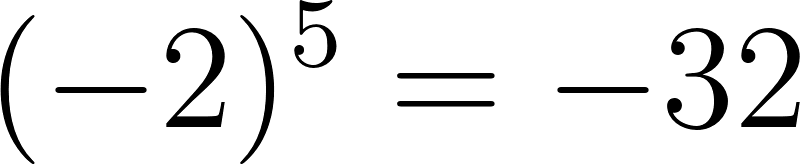 (−2)⁵ = −32